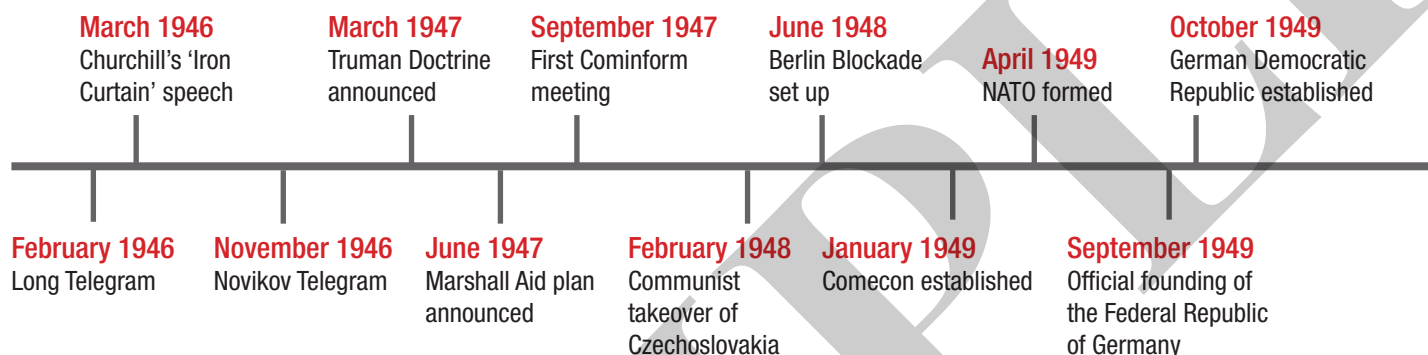 March 1946
Churchill's 'Iron
Curtain' speech
March 1947
Truman Doctrine
announced
September 1947
First Cominform
meeting
June 1948
Berlin Blockade
set up
April 1949
NATO formed
October 1949
German Democratic
Republic established
February 1946
Long Telegram
November 1946
Novikov Telegram
June 1947
Marshall Aid plan
announced
February 1948
Communist
takeover of
Czechoslovakia
January 1949
Comecon established
September 1949
Official founding of
the Federal Republic
of Germany